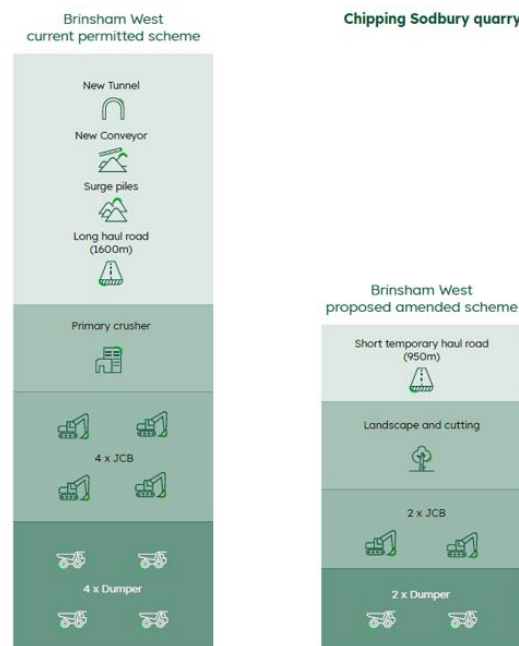 Brinsham West
current permitted scheme
New Tunnel
New Conveyor
Surge piles
Long haul road
(1600m)
Primary crusher
4 x JCB
4 x Dumper
Chipping Sodbury quarry
Brinsham West
proposed amended scheme
Short temporary haul road
(950m)
Landscape and cutting
2 x JCB
2 x Dumper